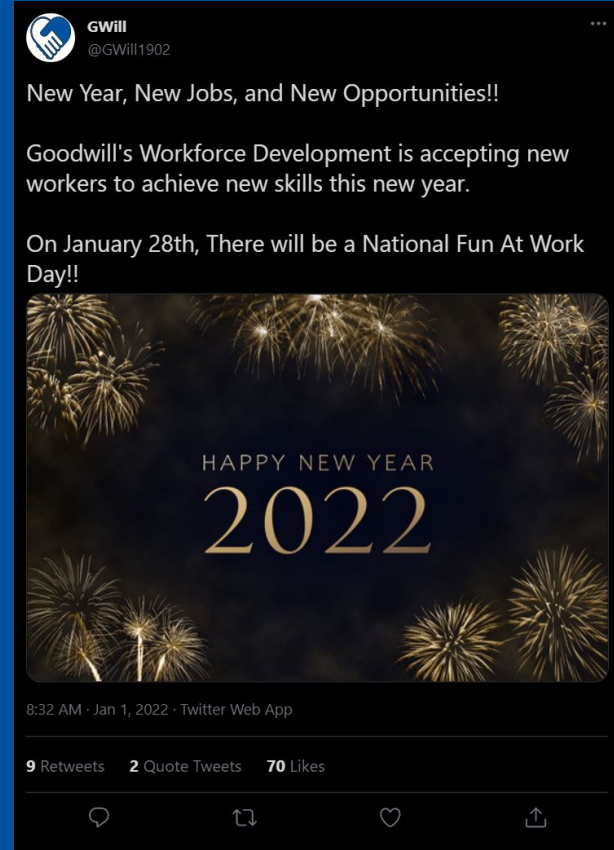 GWill
@GWill1902
New Year, New Jobs, and New Opportunities!!
Goodwill's Workforce Development is accepting new
workers to achieve new skills this new year.
On January 28th, There will be a National Fun At Work
Day!!
HAPPY NEW YEAR
2022
8:32 AM · Jan 1, 2022 · Twitter Web App
9 Retweets 2 Quote Tweets 70 Likes